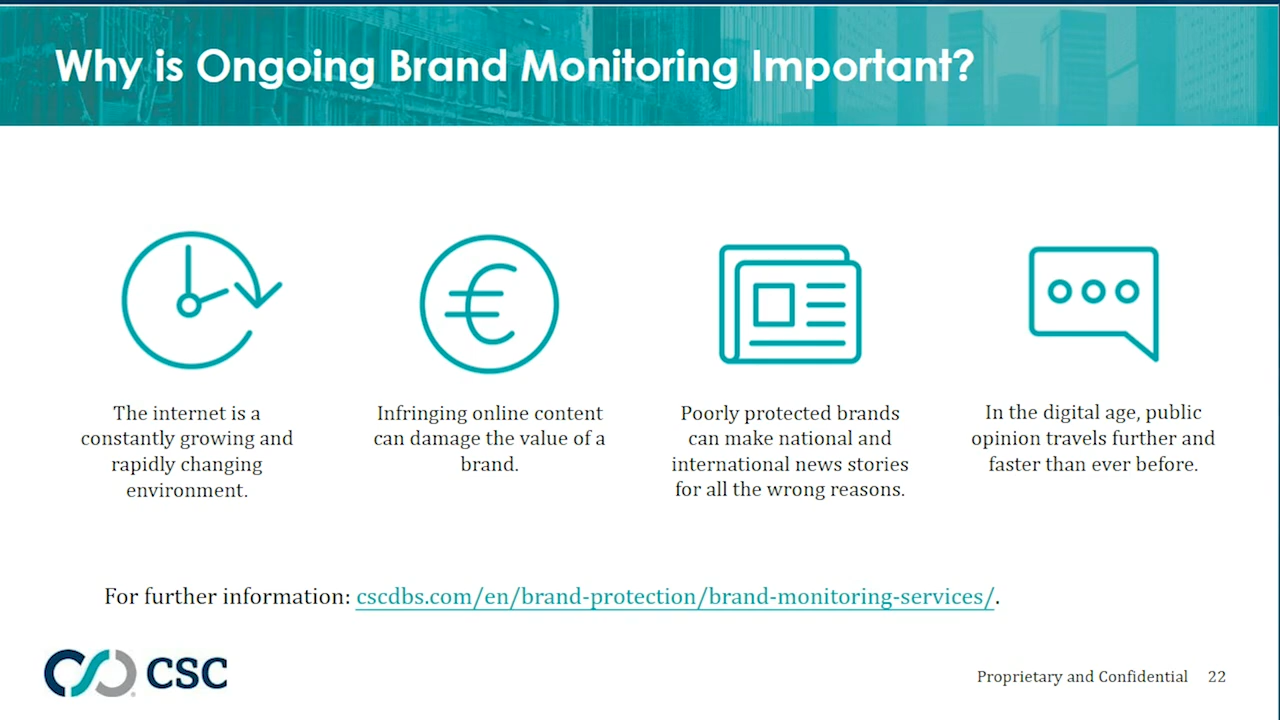 Why is Ongoing Brand Monitoring Important?
The internet is a
constantly growing and
rapidly changing
environment.
Infringing online content
can damage the value of a
brand.
Poorly protected brands
can make national and
international news stories
for all the wrong reasons.
In the digital age, public
opinion travels further and
faster than ever before.
For further information: cscdbs.com/en/brand-protection/brand-monitoring-services/.
CSC
Proprietary and Confidential 22